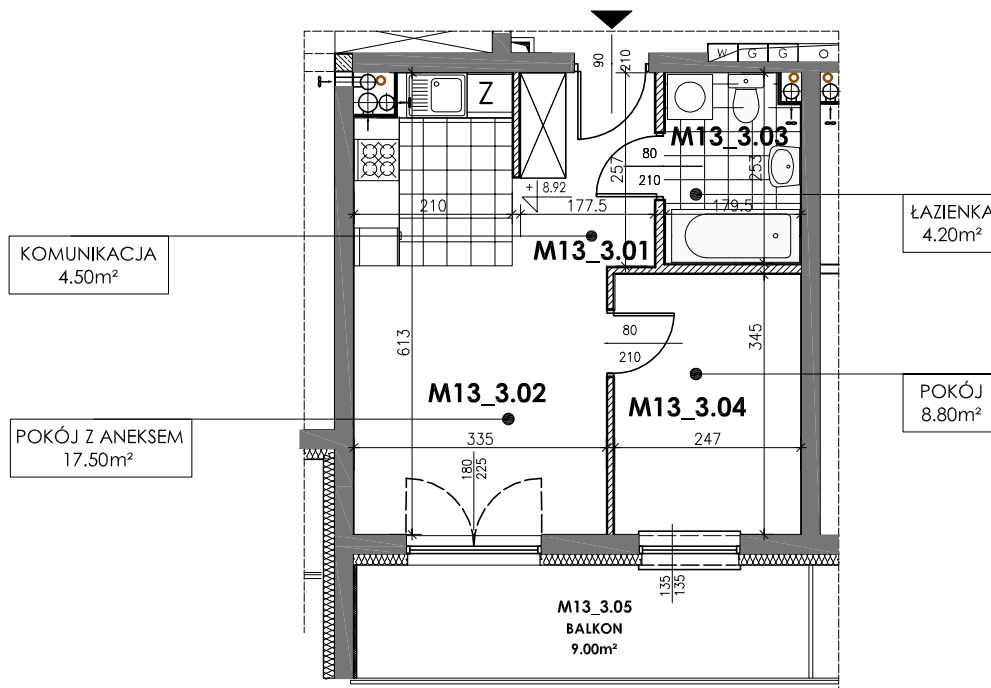 90
210
W G G O
Z
M13_3.03
80
210
257
253
+ 8.92
210
177.5
179.5
ŁAZIENKA
4.20m²
KOMUNIKACJA
4.50m²
M13_3.01
613
80
210
345
M13_3.02
M13_3.04
POKÓJ
8.80m²
POKÓJ Z ANEKSEM
17.50m²
335
247
180
225
135
135
M13_3.05
BALKON
9.00m²